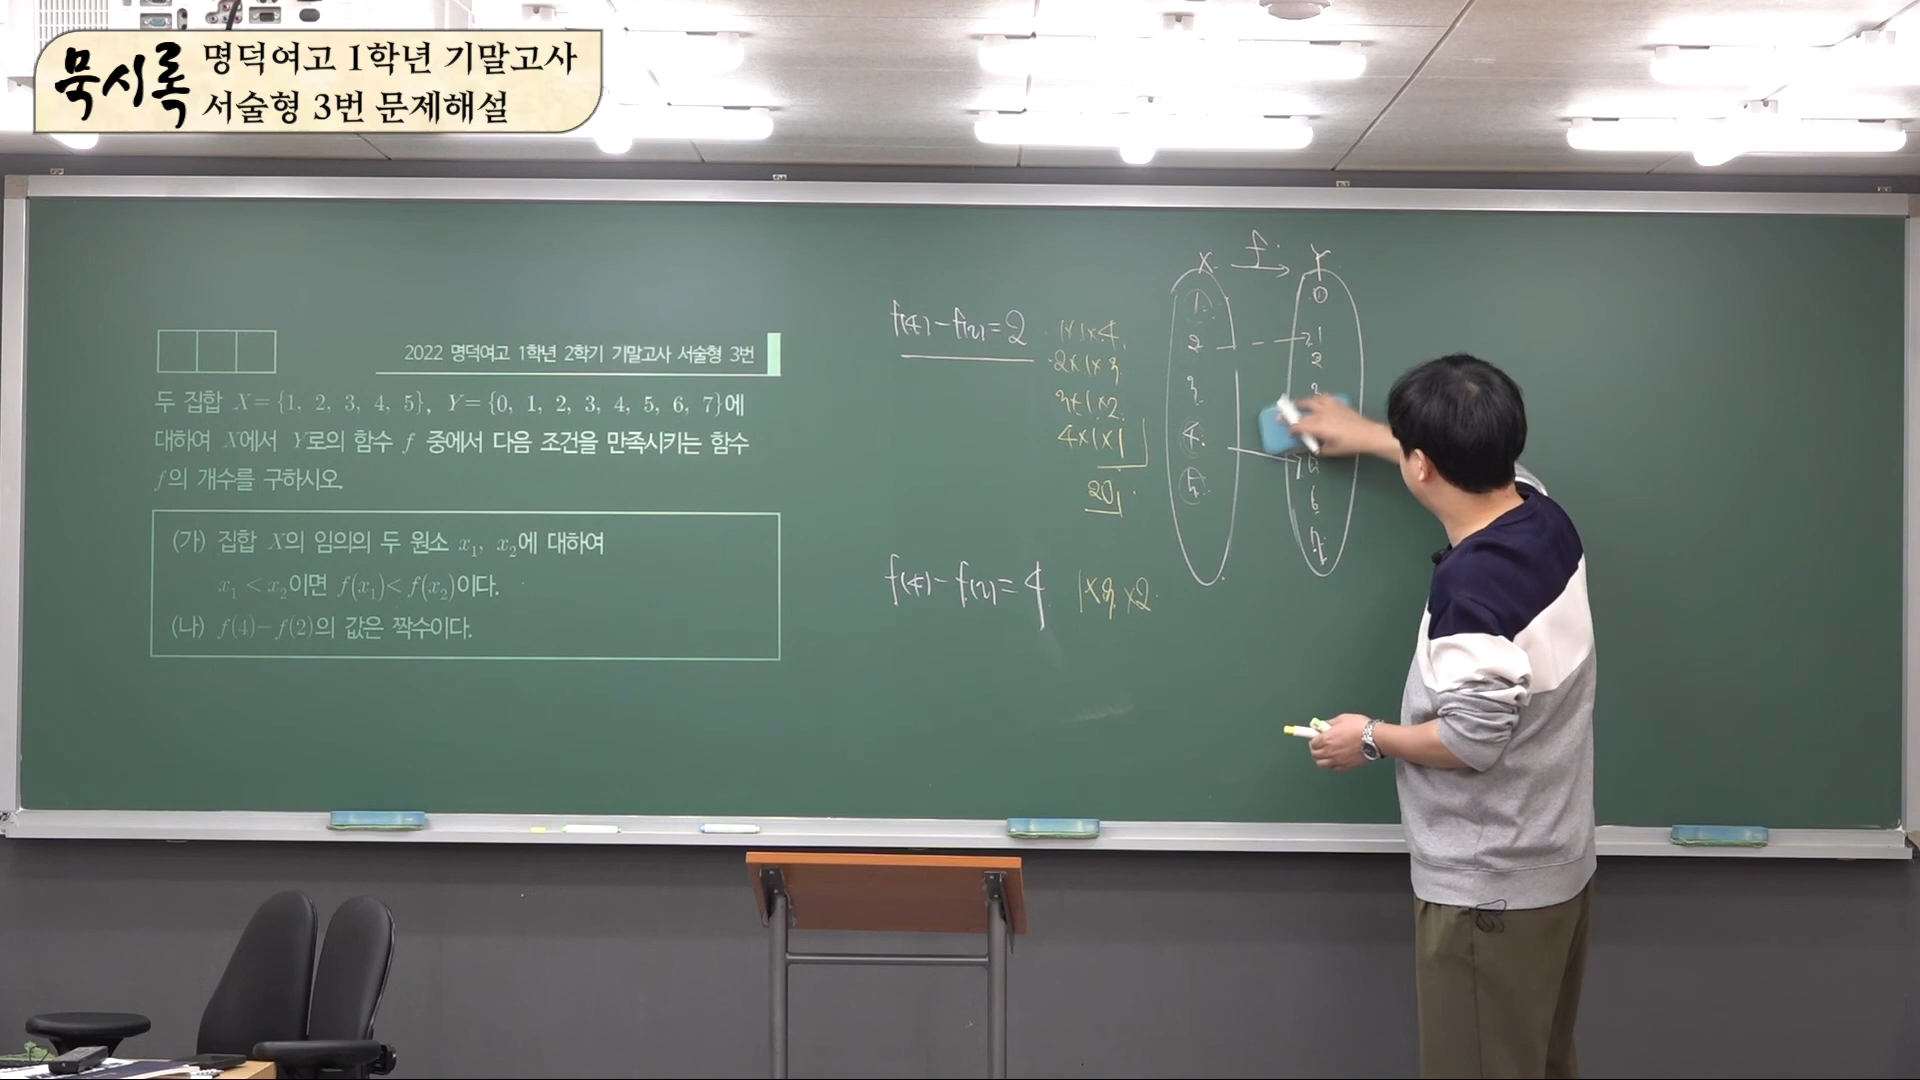 묵시록
명덕여고 1학년 기말고사
서술형 3번 문제해설
2022 명덕여고 1학년 2학기 기말고사 서술형 3번
두 집합 X={1, 2, 3, 4, 5}, Y={0, 1, 2, 3, 4, 5, 6, 7}에
대하여 X에서 Y로의 함수 f 중에서 다음 조건을 만족시키는 함수
f의 개수를 구하시오.
(가) 집합 X의 임의의 두 원소 x₁, x₂에 대하여
x₁ < x₂이면 f(x₁)< f(x₂)이다.
(나) f(4)-f(2)의 값은 짝수이다.
f(4)-f(2)=2
1×1×4
2×1×3
3×1×2
4×1×1
20
f(4)-f(2)=4
1×3×2
X f Y
1
2
3
4
5
0
1
2
3
5
6
7